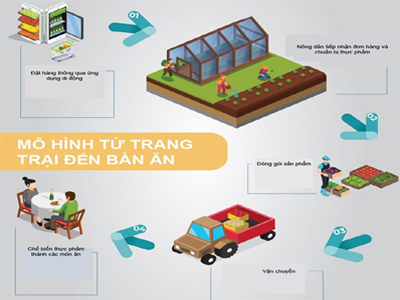 01
Đặt hàng thông qua ứng
dụng di động
Nông dân tiếp nhận đơn hàng và
chuẩn bị thực phẩm
02
MÔ HÌNH TỪ TRANG
TRẠI ĐẾN BÀN ĂN
Đóng gói sản phẩm
03
Vận chuyển
04
Chế biến thực phẩm
thành các món ăn